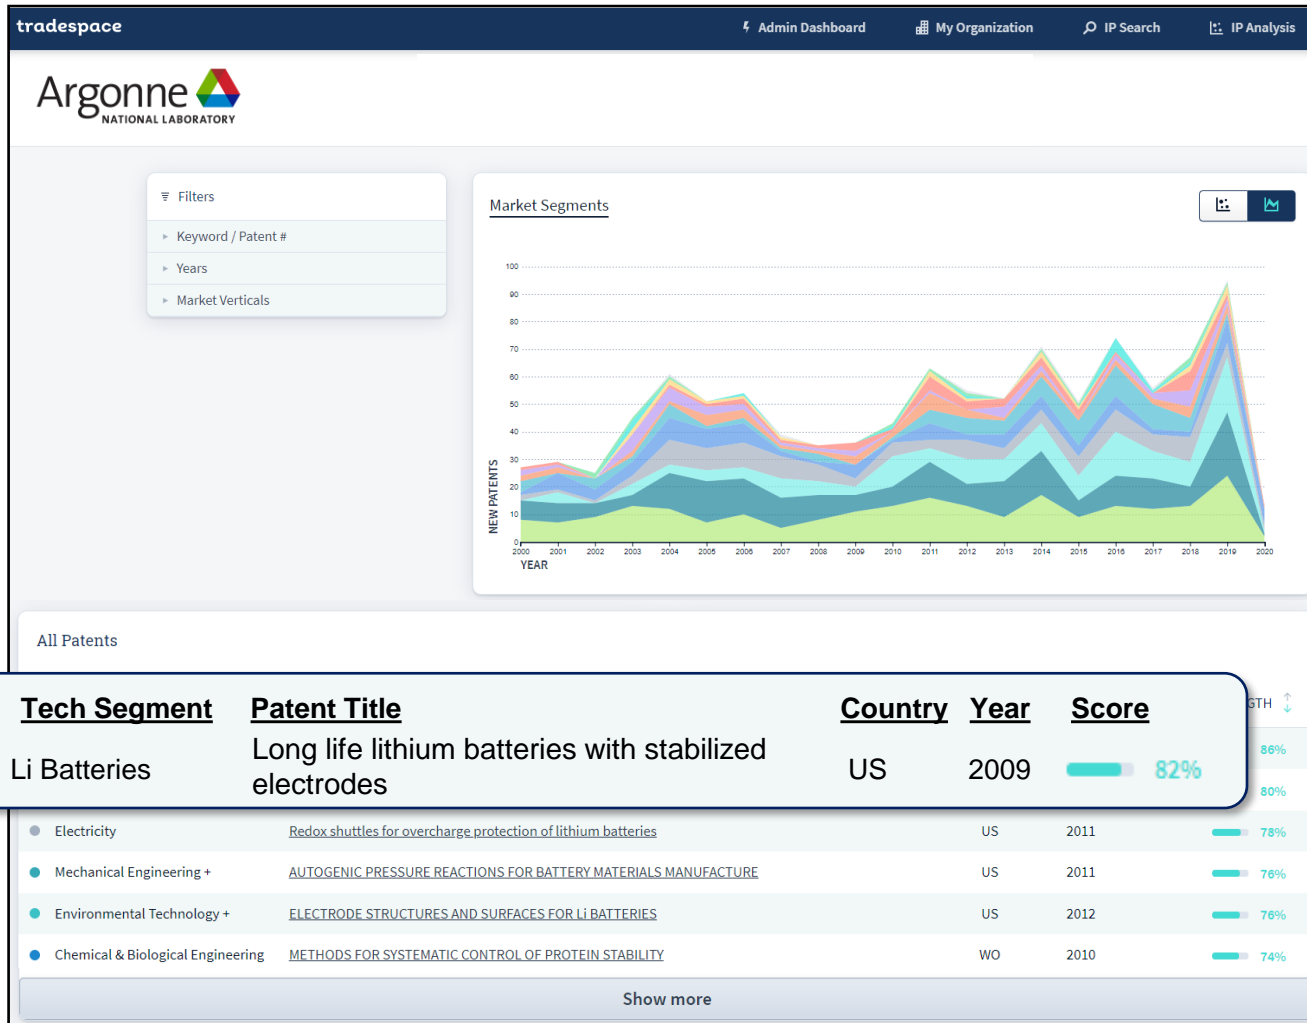 tradespace
Admin Dashboard
My Organization
IP Search
IP Analysis
Argonne
NATIONAL LABORATORY
Filters
Keyword / Patent #
Years
Market Verticals
Market Segments
100
90
80
70
60
50
40
30
20
10
0
NEW PATENTS
2000 2001 2002 2003 2004 2005 2006 2007 2008 2009 2010 2011 2012 2013 2014 2015 2016 2017 2018 2019 2020
YEAR
All Patents
Tech Segment Patent Title Country Year Score
GTH
Li Batteries Long life lithium batteries with stabilized
electrodes US 2009 82%
86%
80%
Electricity Redox shuttles for overcharge protection of lithium batteries US 2011 78%
Mechanical Engineering + AUTOGENIC PRESSURE REACTIONS FOR BATTERY MATERIALS MANUFACTURE US 2011 76%
Environmental Technology + ELECTRODE STRUCTURES AND SURFACES FOR Li BATTERIES US 2012 76%
Chemical & Biological Engineering METHODS FOR SYSTEMATIC CONTROL OF PROTEIN STABILITY WO 2010 74%
Show more